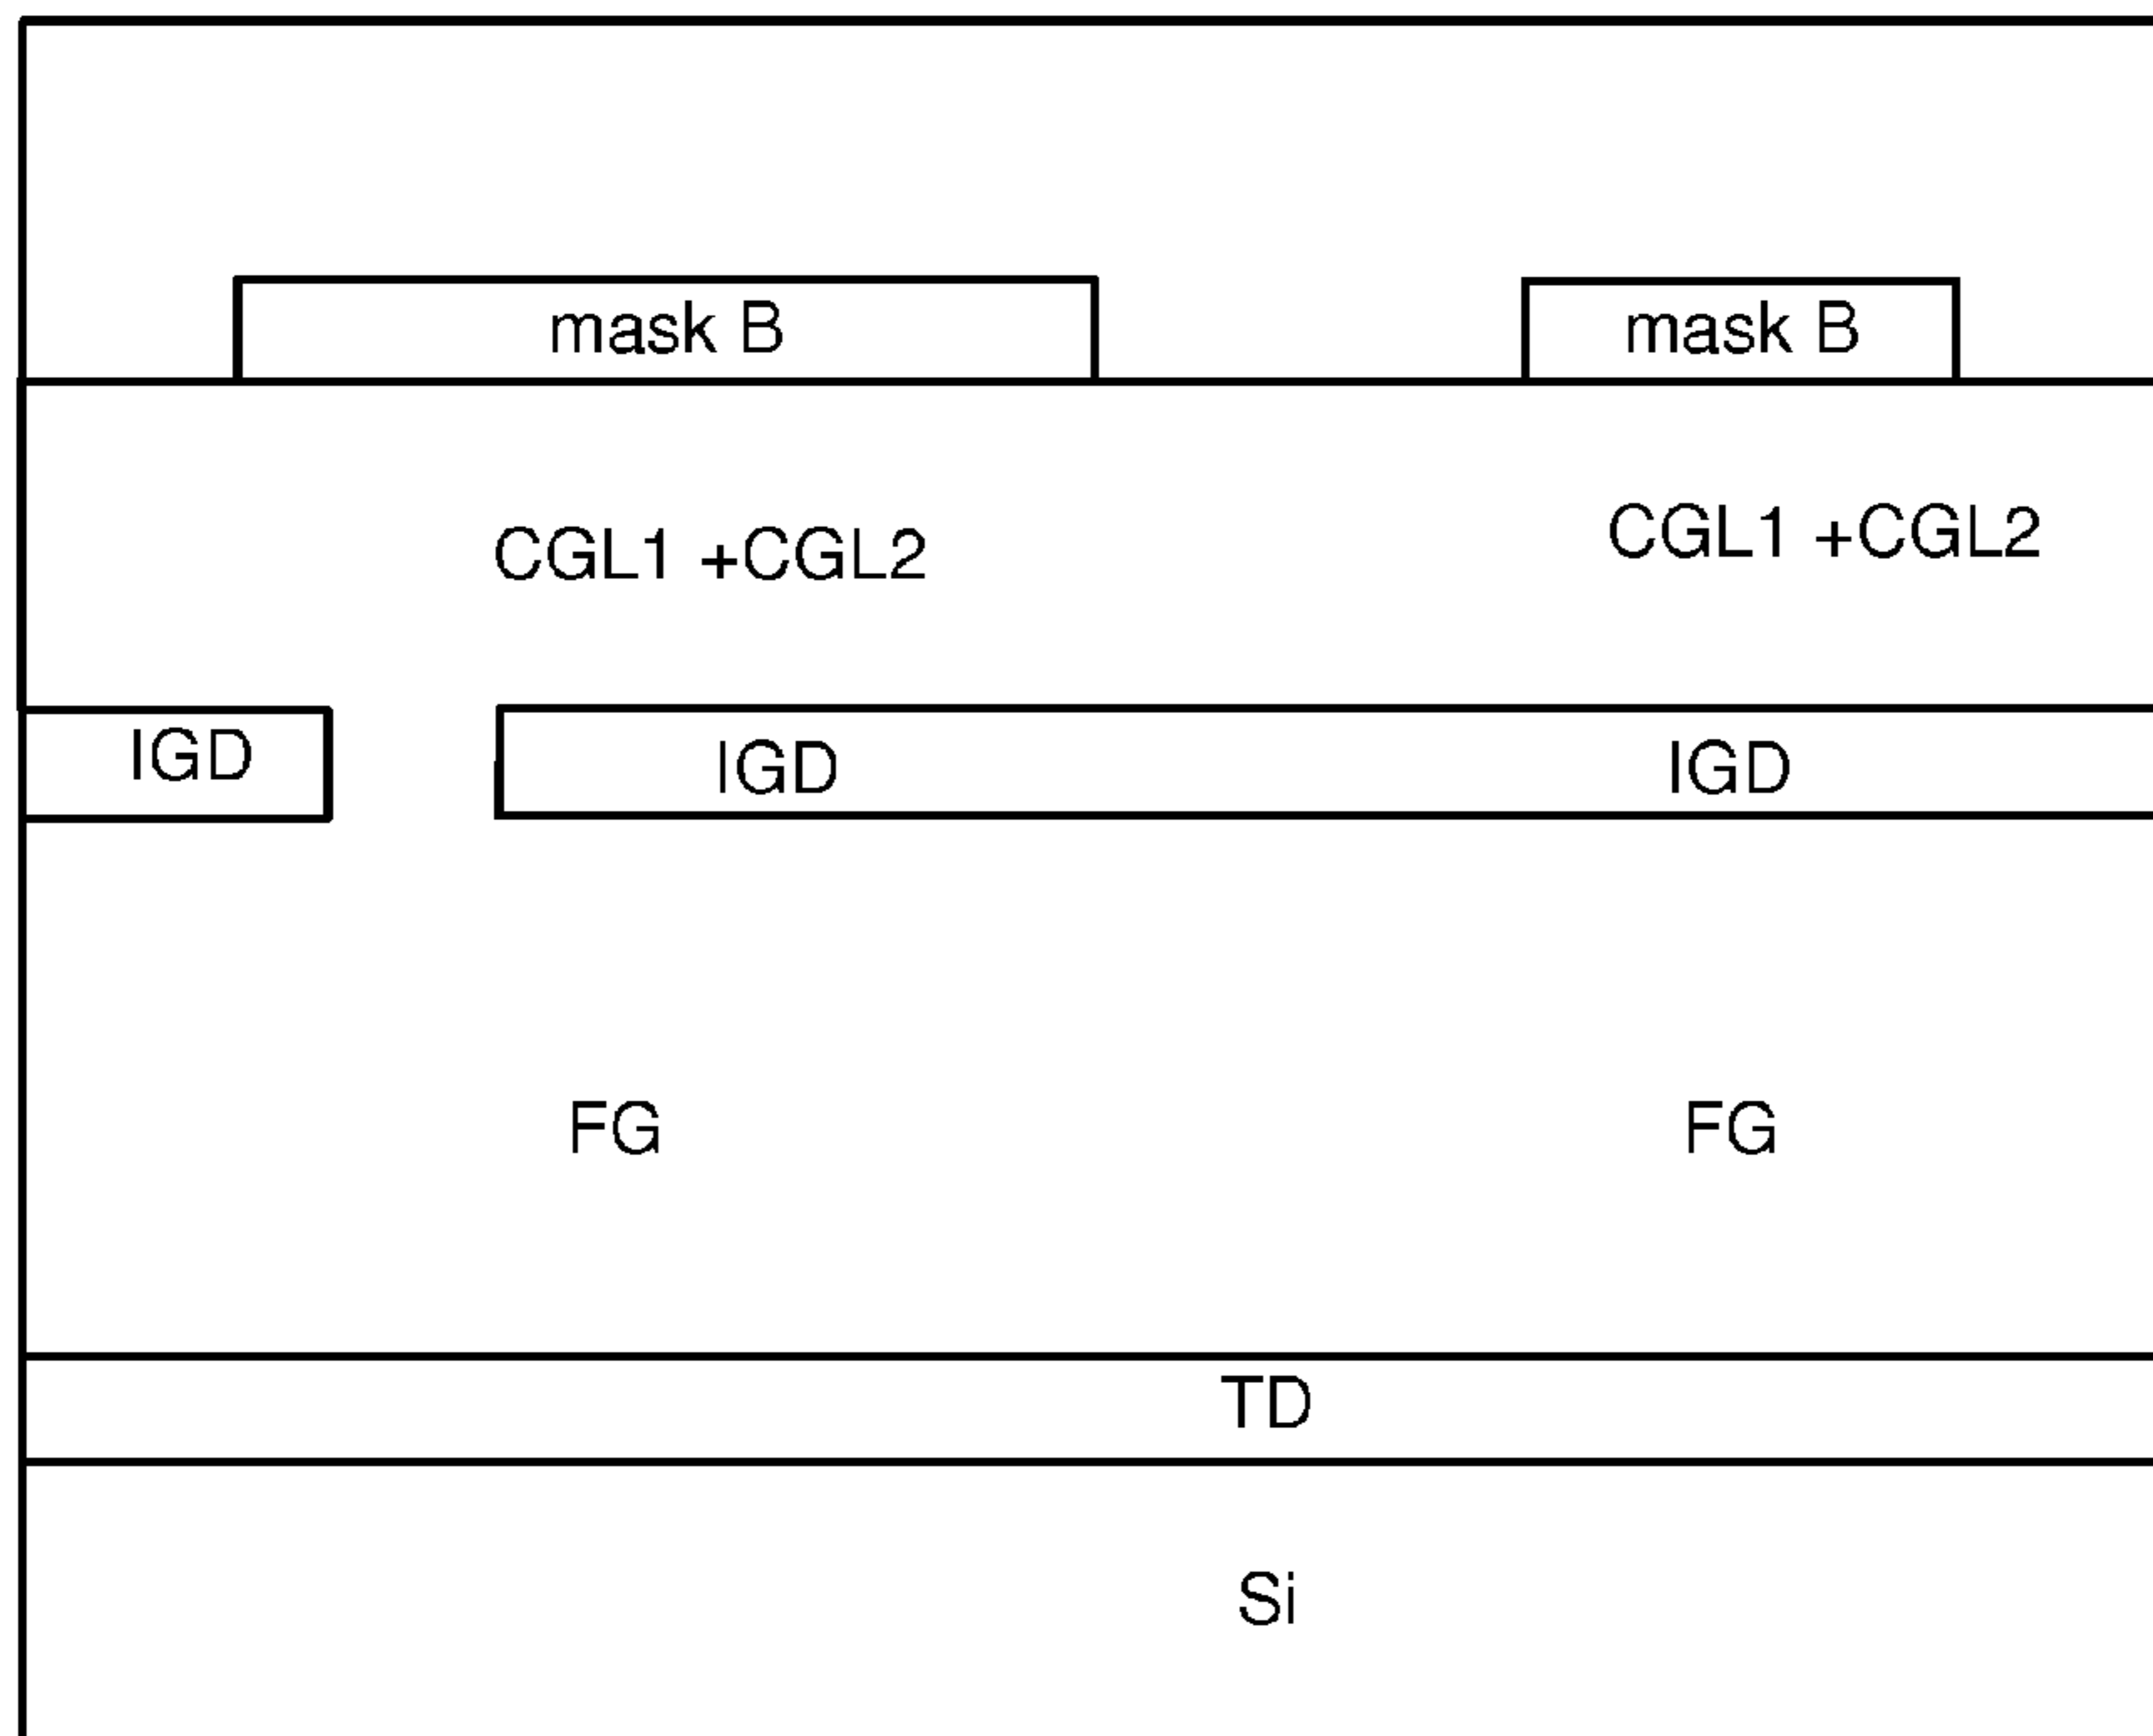 mask B
mask B
CGL1 +CGL2
CGL1 +CGL2
IGD
IGD
IGD
FG
FG
TD
Si